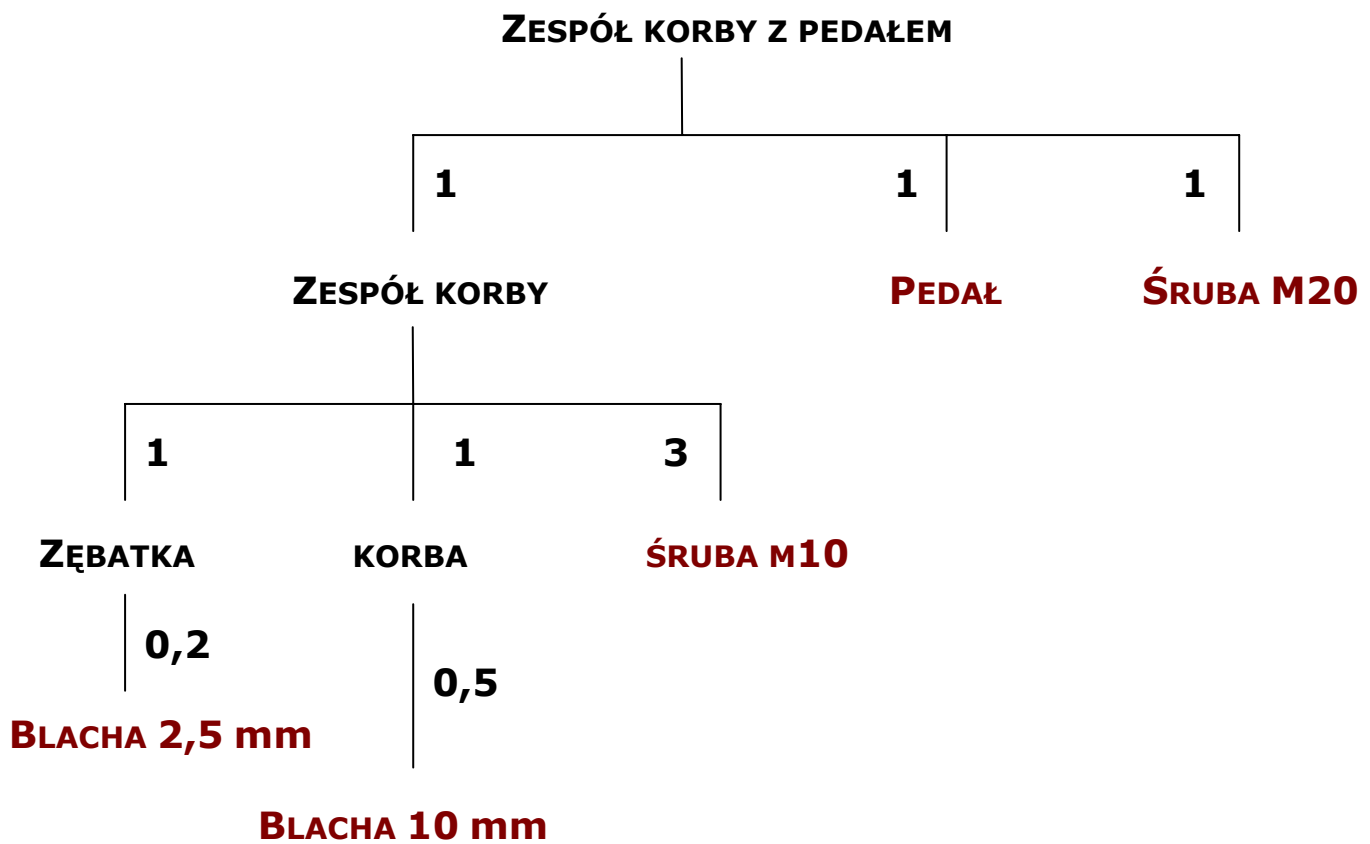 ZESPÓŁ KORBY Z PEDAŁEM
1 1 1
ZESPÓŁ KORBY PEDAŁ ŚRUBA M20
1 1 3
ZĘBATKA KORBA ŚRUBA M10
0,2
0,5
BLACHA 2,5 mm
BLACHA 10 mm